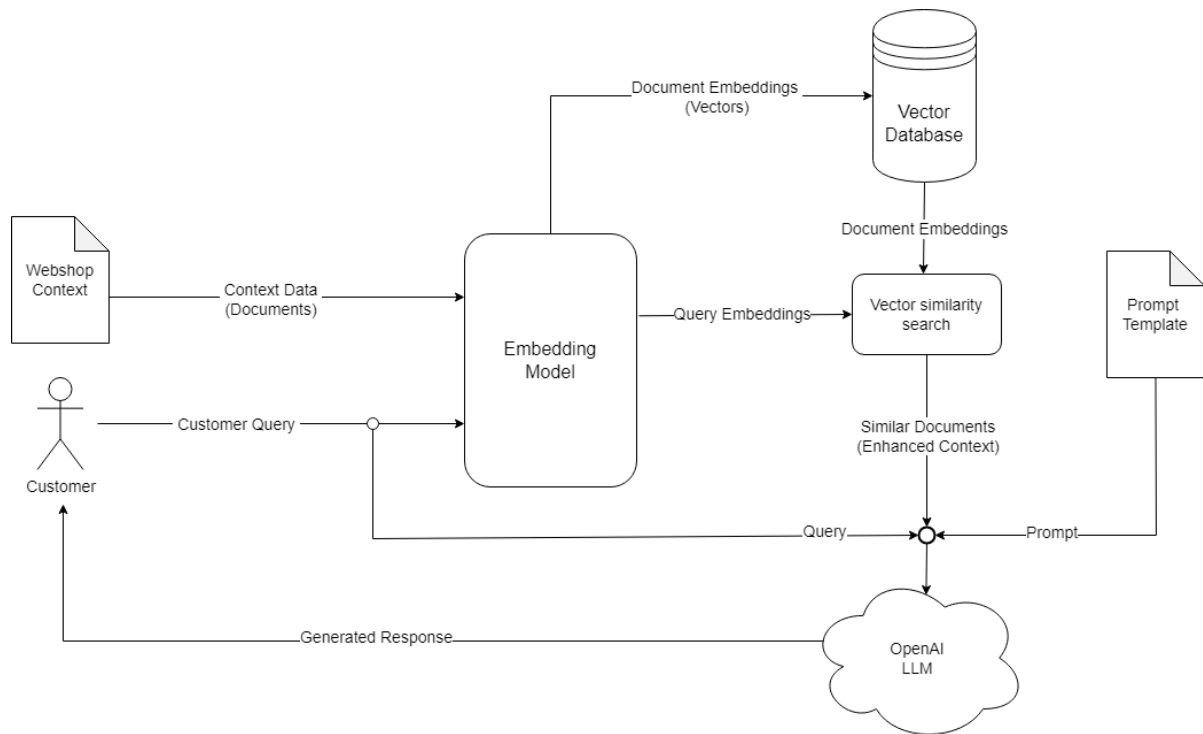 Document Embeddings
(Vectors)
Vector
Database
Document Embeddings
Webshop
Context
Context Data
(Documents)
Embedding
Model
Query Embeddings
Vector similarity
search
Prompt
Template
Customer Query
Customer
Similar Documents
(Enhanced Context)
Query
Prompt
Generated Response
OpenAI
LLM